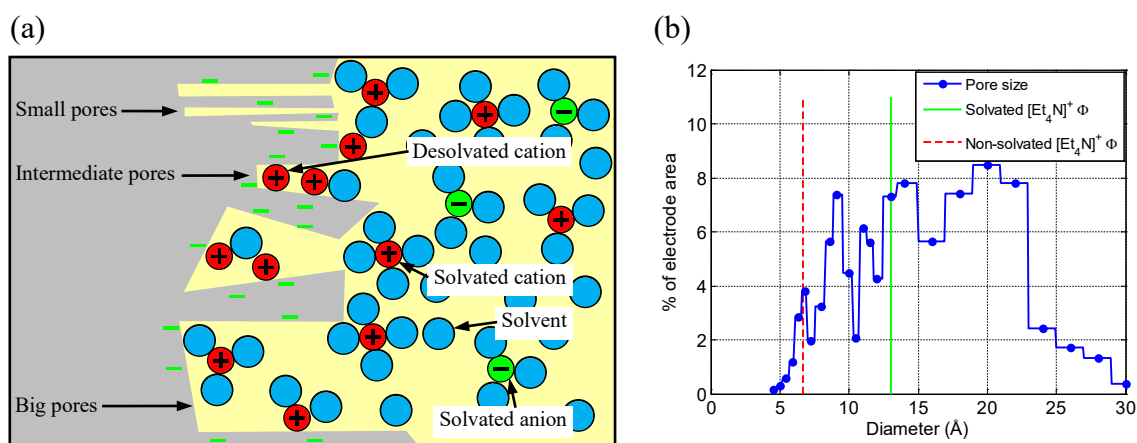 (a)
Small pores
Desolvated cation
Intermediate pores
Solvated cation
Solvent
Big pores
Solvated anion
(b)
% of electrode area
12
10
8
6
4
2
0
Pore size
Solvated [Et₄N]⁺ Φ
Non-solvated [Et₄N]⁺ Φ
0 5 10 15 20 25 30
Diameter (Å)